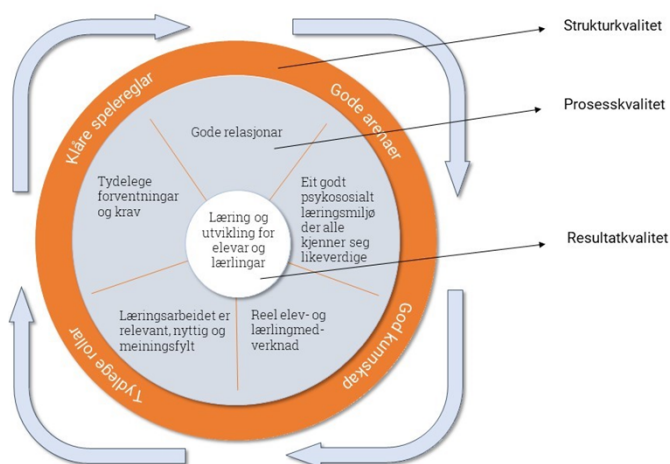 Strukturkvalitet
Prosesskvalitet
Resultatkvalitet
Klåre spelereglar
Gode arenaer
God kunnskap
Tydlege rollar
Gode relasjonar
Tydelege
forventningar
og krav
Eit godt
psykososialt
læringsmiljø
der alle
kjenner seg
likeverdige
Læring og
utvikling for
elevar og
lærlingar
Læringsarbeidet er
relevant, nyttig og
meiningsfylt
Reel elev- og
lærlingmed-
verknad